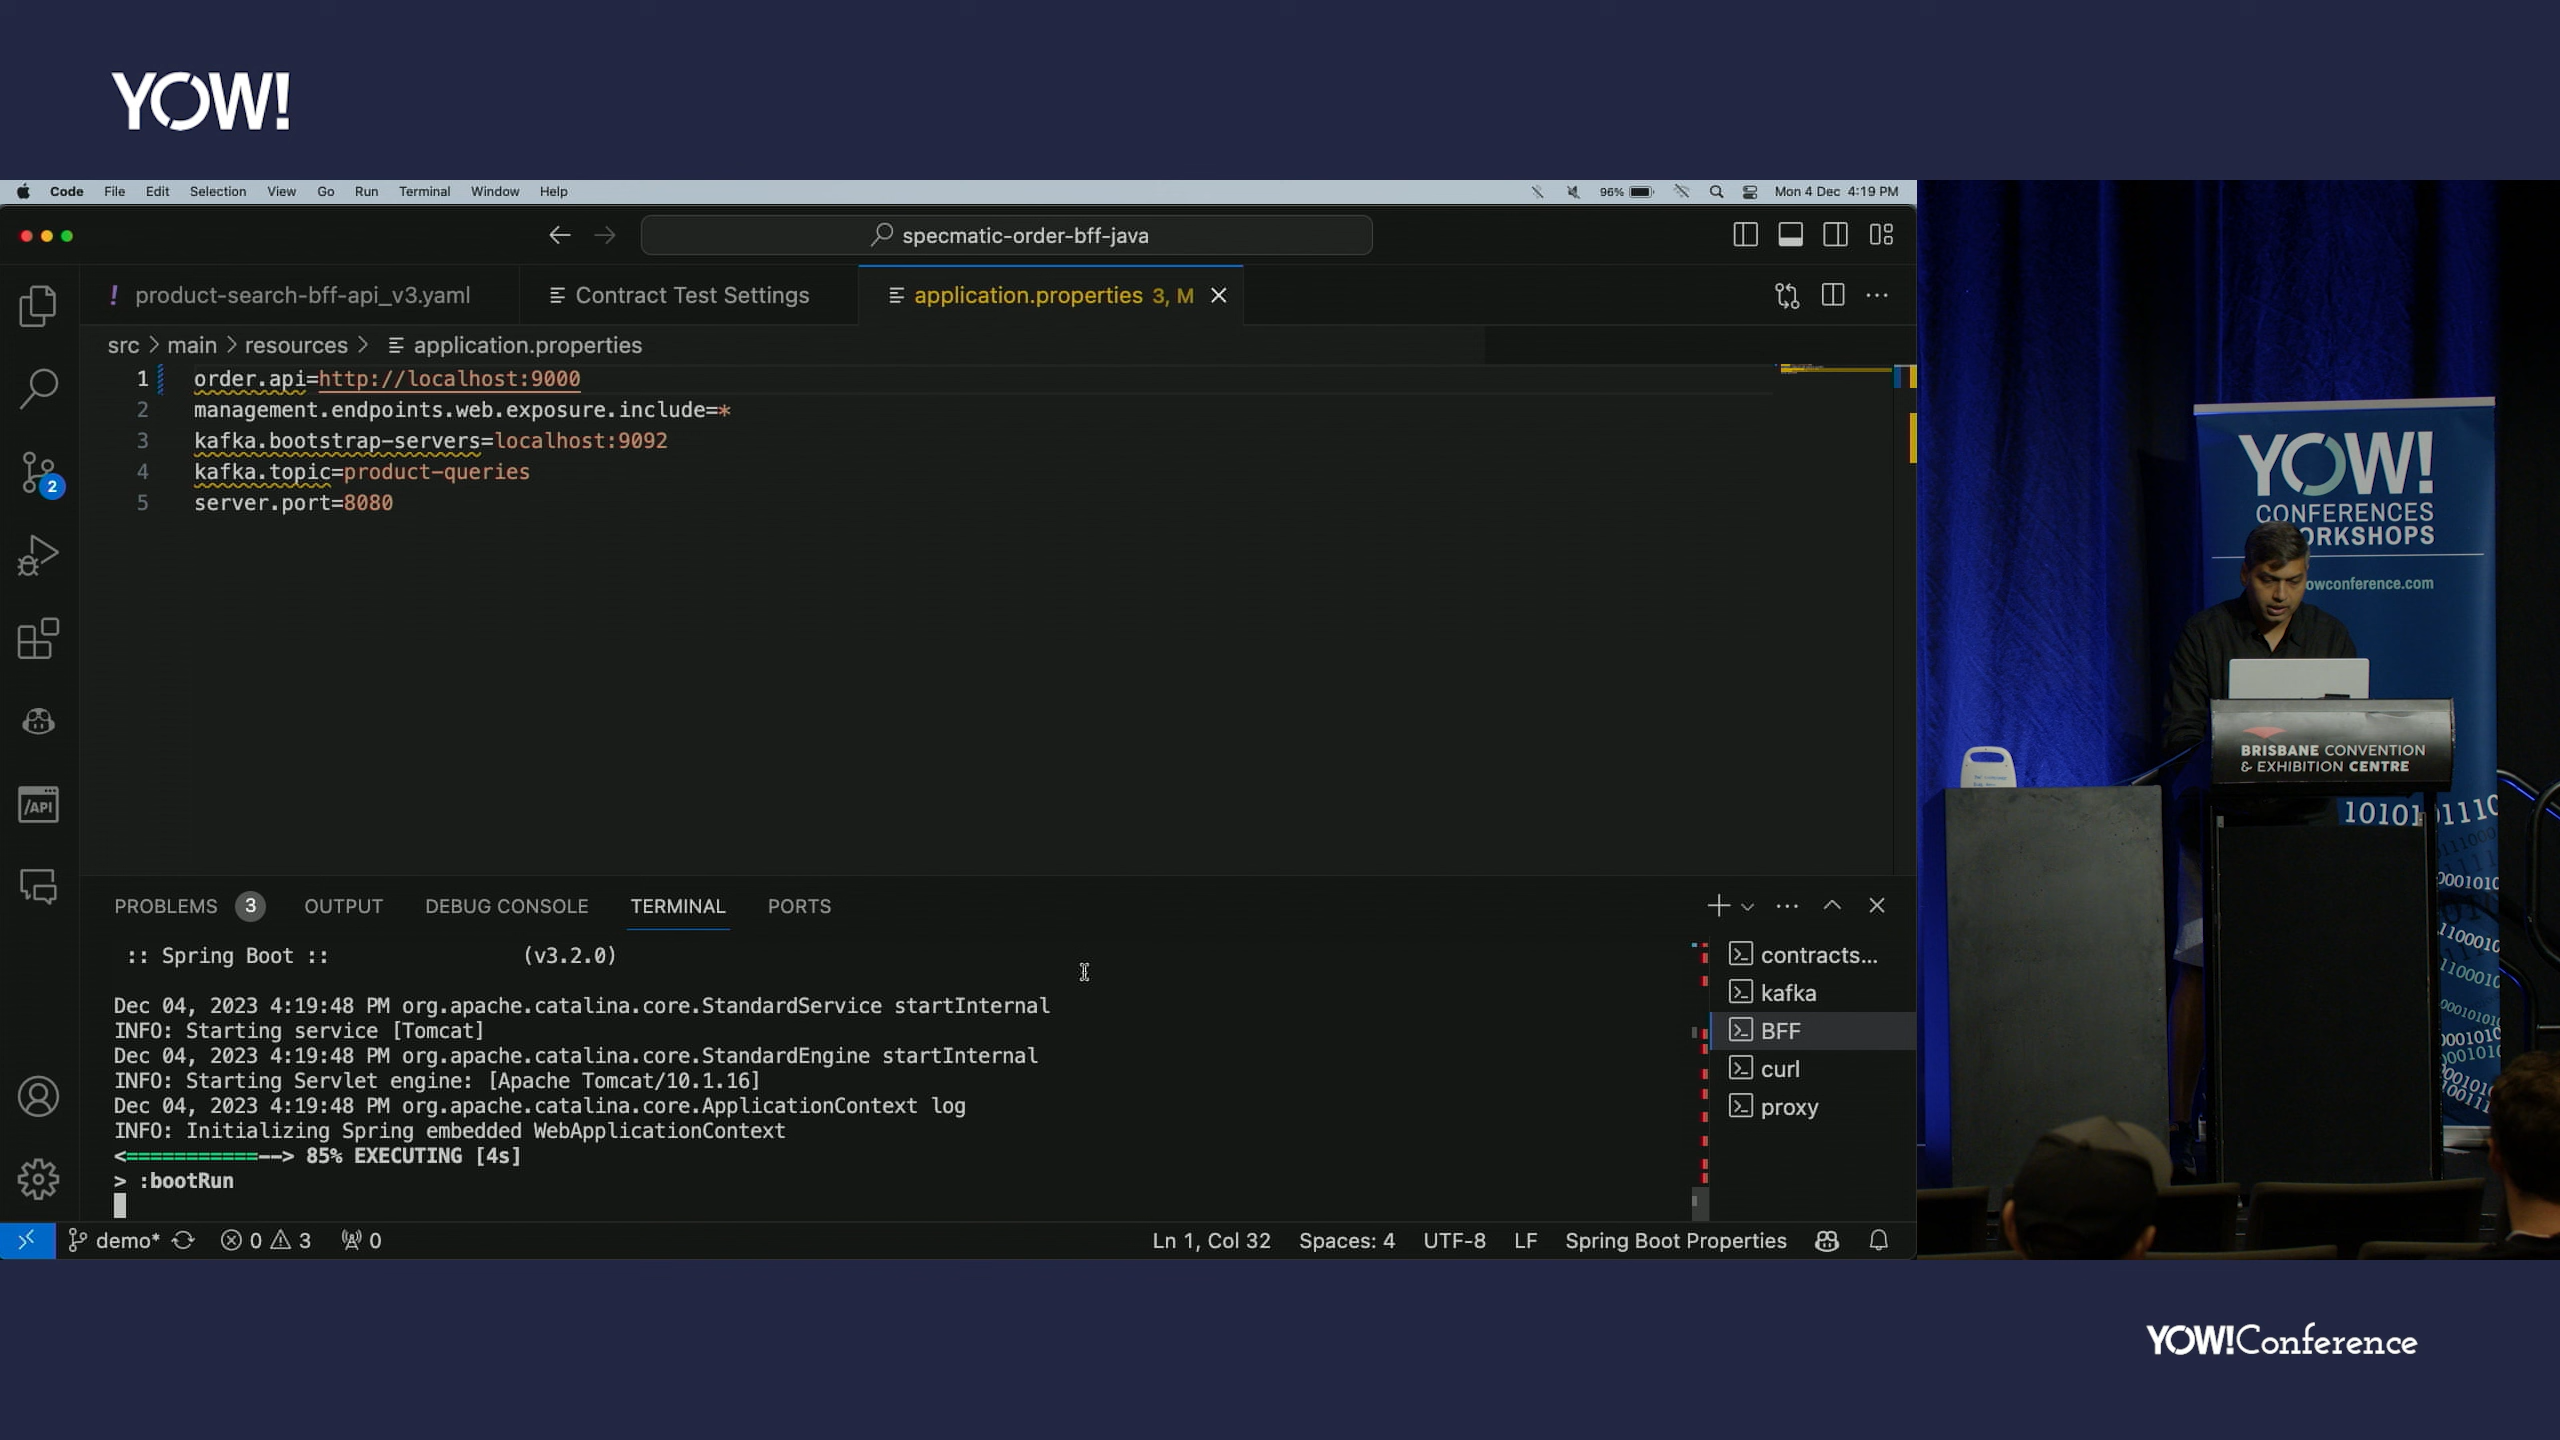 YOW!
Code File Edit Selection View Go Run Terminal Window Help 96% Mon 4 Dec 4:19 PM
specmatic-order-bff-java
! product-search-bff-api_v3.yaml Contract Test Settings application.properties 3, M
src > main > resources > application.properties
1 order.api=http://localhost:9000
2 management.endpoints.web.exposure.include=*
3 kafka.bootstrap-servers=localhost:9092
4 kafka.topic=product-queries
5 server.port=8080
2
/API
PROBLEMS 3 OUTPUT DEBUG CONSOLE TERMINAL PORTS
:: Spring Boot :: (v3.2.0)
Dec 04, 2023 4:19:48 PM org.apache.catalina.core.StandardService startInternal
INFO: Starting service [Tomcat]
Dec 04, 2023 4:19:48 PM org.apache.catalina.core.StandardEngine startInternal
INFO: Starting Servlet engine: [Apache Tomcat/10.1.16]
Dec 04, 2023 4:19:48 PM org.apache.catalina.core.ApplicationContext log
INFO: Initializing Spring embedded WebApplicationContext
<===========--> 85% EXECUTING [4s]
> :bootRun
contracts...
kafka
BFF
curl
proxy
demo* 0 3 0 Ln 1, Col 32 Spaces: 4 UTF-8 LF Spring Boot Properties
YOW!
CONFERENCES
ORKSHOPS
owconference.com
BRISBANE CONVENTION
& EXHIBITION CENTRE
YOW!Conference